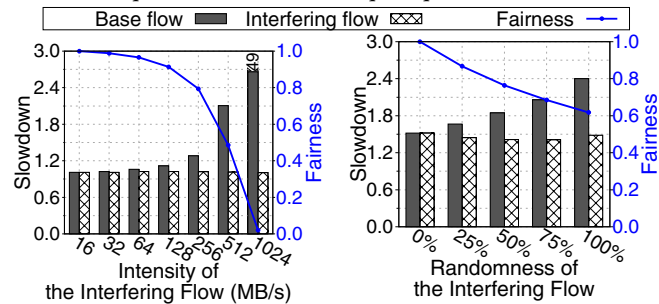 Base flow Interfering flow Fairness
3.0
2.4
1.8
1.2
0.6
0.0
Slowdown
49
1.0
0.8
0.6
0.4
0.2
0.0
Fairness
16 32 64 128 256 512 1024
Intensity of
the Interfering Flow (MB/s)
3.0
2.4
1.8
1.2
0.6
0.0
Slowdown
1.0
0.8
0.6
0.4
0.2
0.0
Fairness
0% 25% 50% 75% 100%
Randomness of
the Interfering Flow